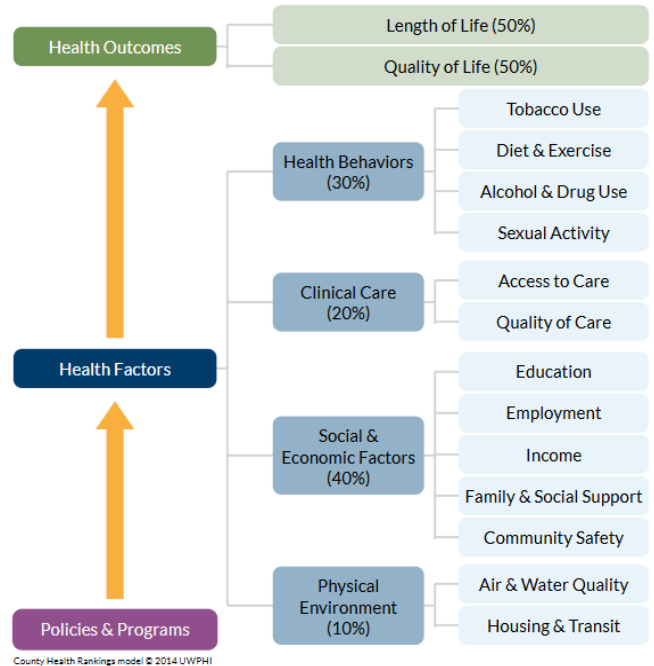 Health Outcomes
Length of Life (50%)
Quality of Life (50%)
Health Behaviors
(30%)
Tobacco Use
Diet & Exercise
Alcohol & Drug Use
Sexual Activity
Clinical Care
(20%)
Access to Care
Quality of Care
Health Factors
Social &
Economic Factors
(40%)
Education
Employment
Income
Family & Social Support
Community Safety
Physical
Environment
(10%)
Air & Water Quality
Housing & Transit
Policies & Programs
County Health Rankings model © 2014 UWPHI